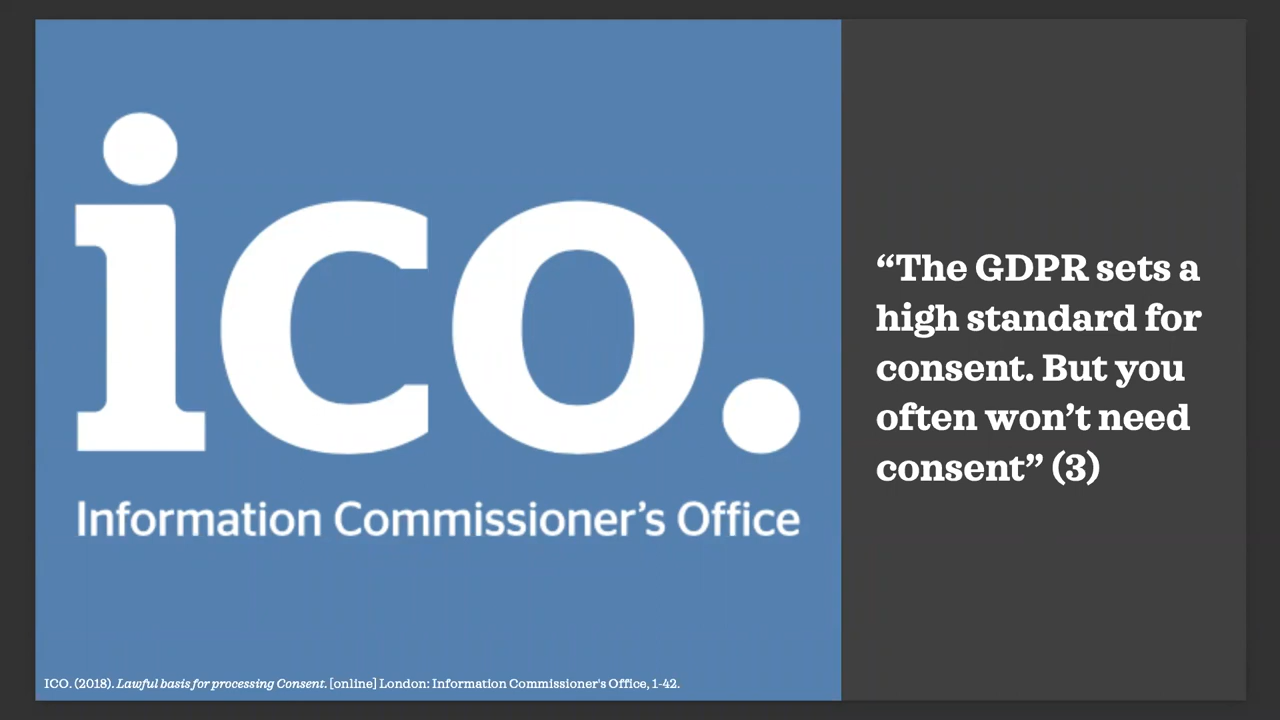 ico.
Information Commissioner's Office
“The GDPR sets a
high standard for
consent. But you
often won’t need
consent” (3)
ICO. (2018). Lawful basis for processing Consent. [online] London: Information Commissioner's Office, 1-42.